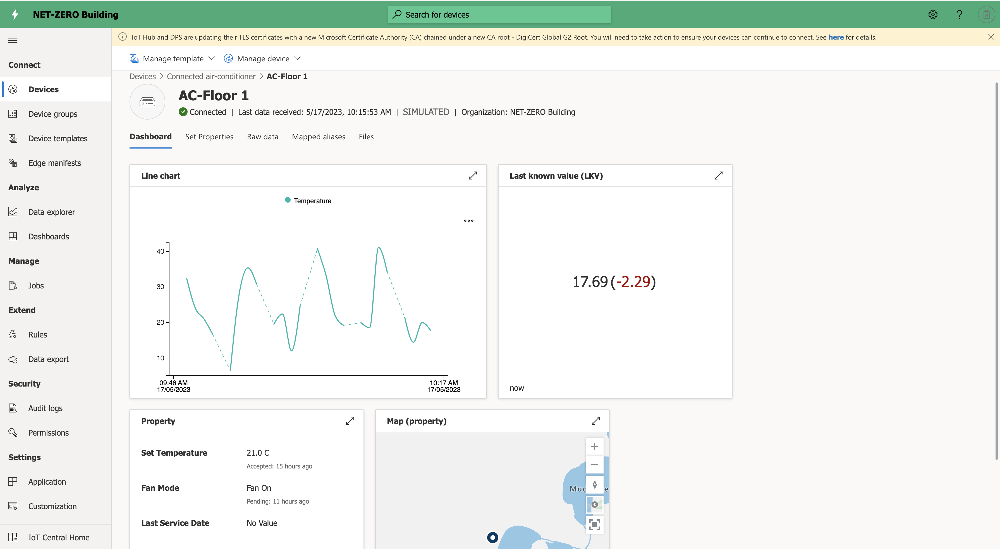 NET-ZERO Building
Search for devices
IoT Hub and DPS are updating their TLS certificates with a new Microsoft Certificate Authority (CA) chained under a new CA root - DigiCert Global G2 Root. You will need to take action to ensure your devices can continue to connect. See here for details.
Manage template
Manage device
Connect
Devices
Device groups
Device templates
Edge manifests
Analyze
Data explorer
Dashboards
Manage
Jobs
Extend
Rules
Data export
Security
Audit logs
Permissions
Settings
Application
Customization
IoT Central Home
Devices > Connected air-conditioner > AC-Floor 1
AC-Floor 1
Connected | Last data received: 5/17/2023, 10:15:53 AM | SIMULATED | Organization: NET-ZERO Building
Dashboard Set Properties Raw data Mapped aliases Files
Line chart
Temperature
40
30
20
10
09:46 AM
17/05/2023
10:17 AM
17/05/2023
Last known value (LKV)
17.69 (-2.29)
now
Property
Set Temperature 21.0 C
Accepted: 15 hours ago
Fan Mode Fan On
Pending: 11 hours ago
Last Service Date No Value
Map (property)